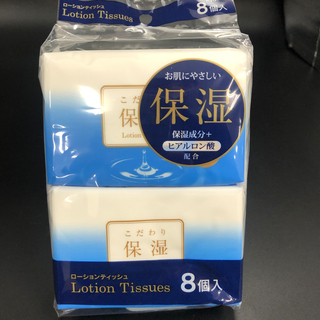 ローションティッシュ
Lotion Tissues
8個入
お肌にやさしい
保湿
保湿成分+
ヒアルロン酸
配合
こだわり
保
Lotion
こだわり
保湿
ローションティッシュ
Lotion Tissues
8個入